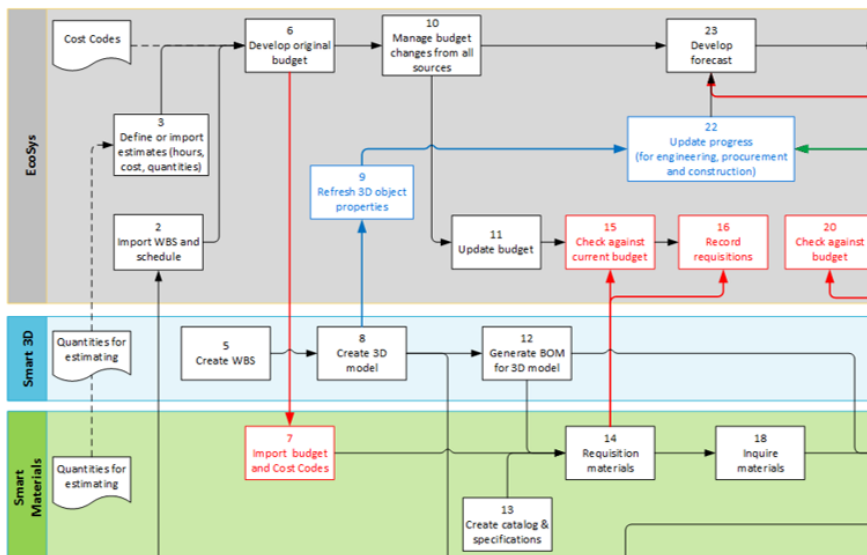 EcoSys
Cost Codes
6
Develop original
budget
10
Manage budget
changes from all
sources
23
Develop
forecast
3
Define or import
estimates (hours,
cost, quantities)
22
Update progress
(for engineering, procurement
and construction)
9
Refresh 3D object
properties
2
Import WBS and
schedule
11
Update budget
15
Check against
current budget
16
Record
requisitions
20
Check against
budget
Smart 3D
Quantities for
estimating
5
Create WBS
8
Create 3D
model
12
Generate BOM
for 3D model
Smart
Materials
Quantities for
estimating
7
Import budget
and Cost Codes
14
Requisition
materials
18
Inquire
materials
13
Create catalog &
specifications